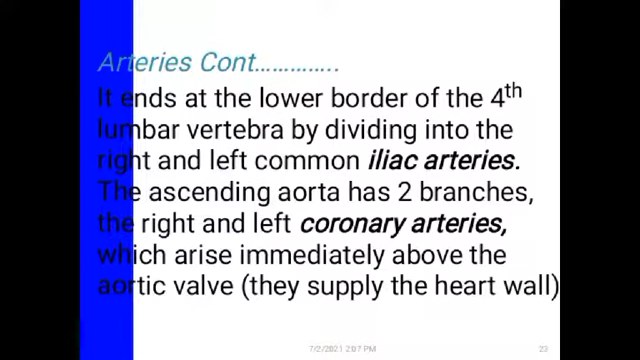 Arteries Cont…………..
It ends at the lower border of the 4th
lumbar vertebra by dividing into the
right and left common iliac arteries.
The ascending aorta has 2 branches,
the right and left coronary arteries,
which arise immediately above the
aortic valve (they supply the heart wall)
7/2/2021 2:07 PM
23